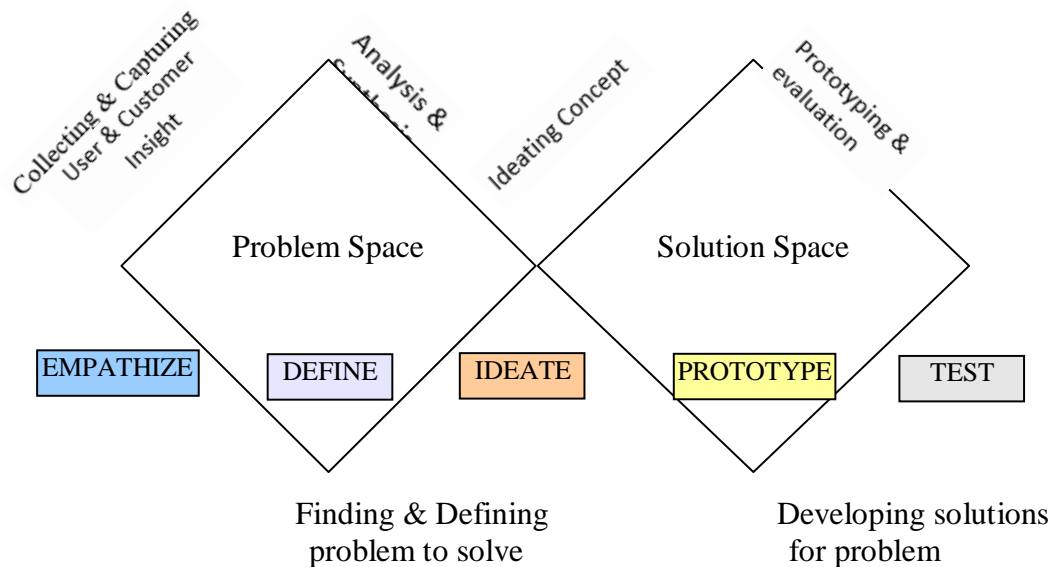 Collecting & Capturing
User & Customer
Insight
Analysis &
Ideating Concept
Prototyping &
evaluation
Problem Space
Solution Space
EMPATHIZE
DEFINE
IDEATE
PROTOTYPE
TEST
Finding & Defining
problem to solve
Developing solutions
for problem